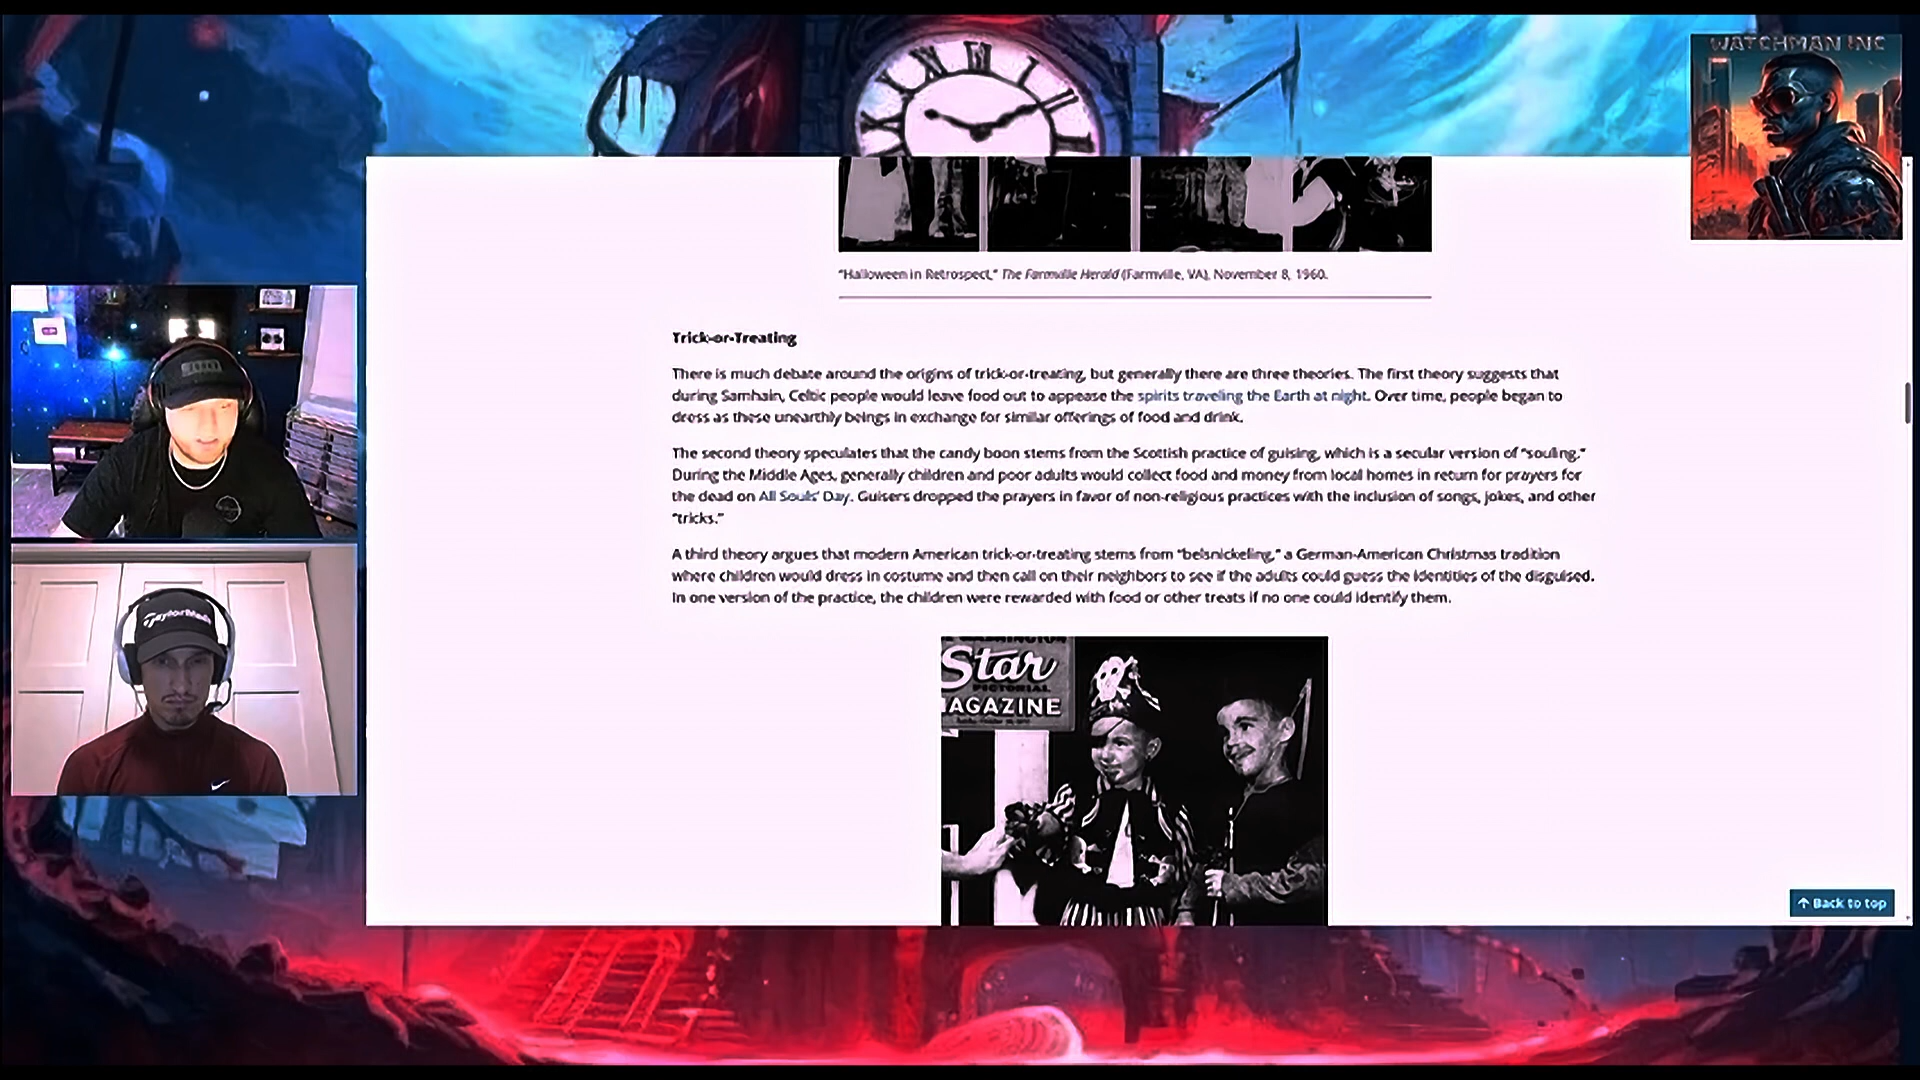 WATCHMAN INC
"Halloween in Retrospect," The Farmville Herald (Farmville, VA), November 8, 1960.
Trick-or-Treating
There is much debate around the origins of trick-or-treating, but generally there are three theories. The first theory suggests that
during Samhain, Celtic people would leave food out to appease the spirits traveling the Earth at night. Over time, people began to
dress as these unearthly beings in exchange for similar offerings of food and drink.
The second theory speculates that the candy boon stems from the Scottish practice of guising, which is a secular version of "souling."
During the Middle Ages, generally children and poor adults would collect food and money from local homes in return for prayers for
the dead on All Souls' Day. Guisers dropped the prayers in favor of non-religious practices with the inclusion of songs, jokes, and other
"tricks."
A third theory argues that modern American trick-or-treating stems from "belsnickeling," a German-American Christmas tradition
where children would dress in costume and then call on their neighbors to see if the adults could guess the identities of the disguised.
In one version of the practice, the children were rewarded with food or other treats if no one could identify them.
TaylorMade
WASHINGTON
Star
PICTORIAL
MAGAZINE
↑ Back to top